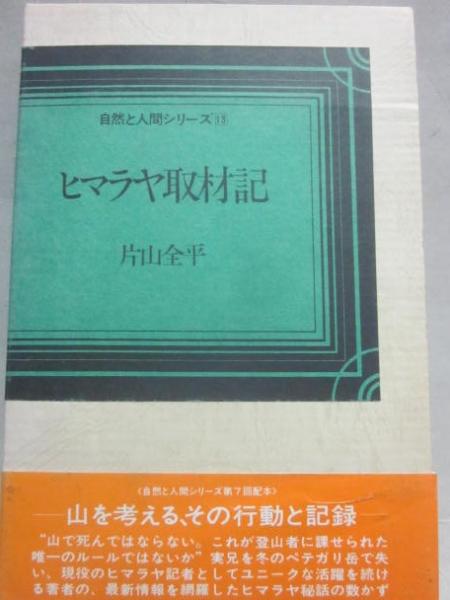 自然と人間シリーズ13
ヒマラヤ取材記
片山全平
〈自然と人間シリーズ第7回配本〉
―山を考える、その行動と記録―
“山で死んではならない。これが登山者に課せられた
唯一のルールではないか”実兄を冬のペテガリ岳で失
い、現役のヒマラヤ記者としてユニークな活躍を続け
る著者の、最新情報を網羅したヒマラヤ秘話の数かず